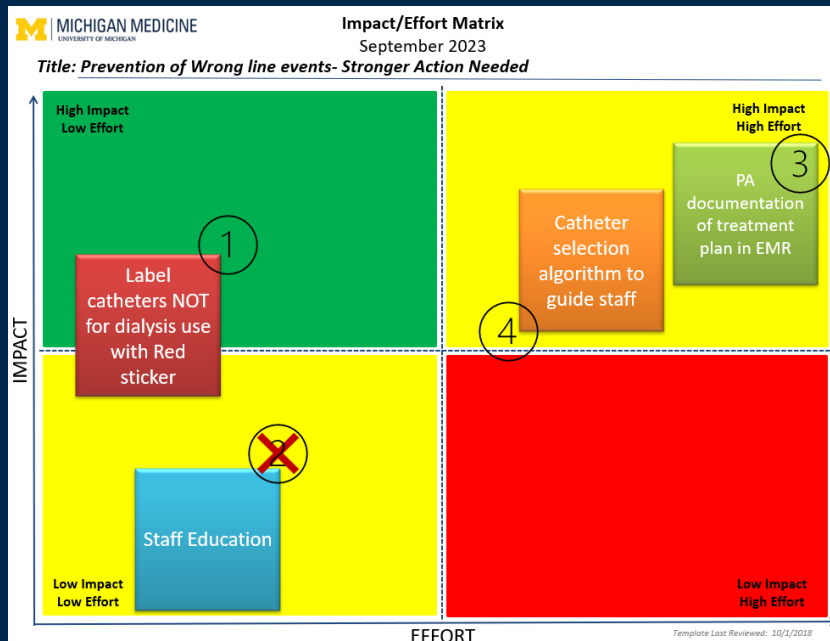 M | MICHIGAN MEDICINE
UNIVERSITY OF MICHIGAN
Impact/Effort Matrix
September 2023
Title: Prevention of Wrong line events- Stronger Action Needed
High Impact
Low Effort
High Impact
High Effort
1
Label
catheters NOT
for dialysis use
with Red
sticker
4
Catheter
selection
algorithm to
guide staff
3
PA
documentation
of treatment
plan in EMR
2
Staff Education
Low Impact
Low Effort
Low Impact
High Effort
IMPACT
EFFORT
Template Last Reviewed: 10/1/2018